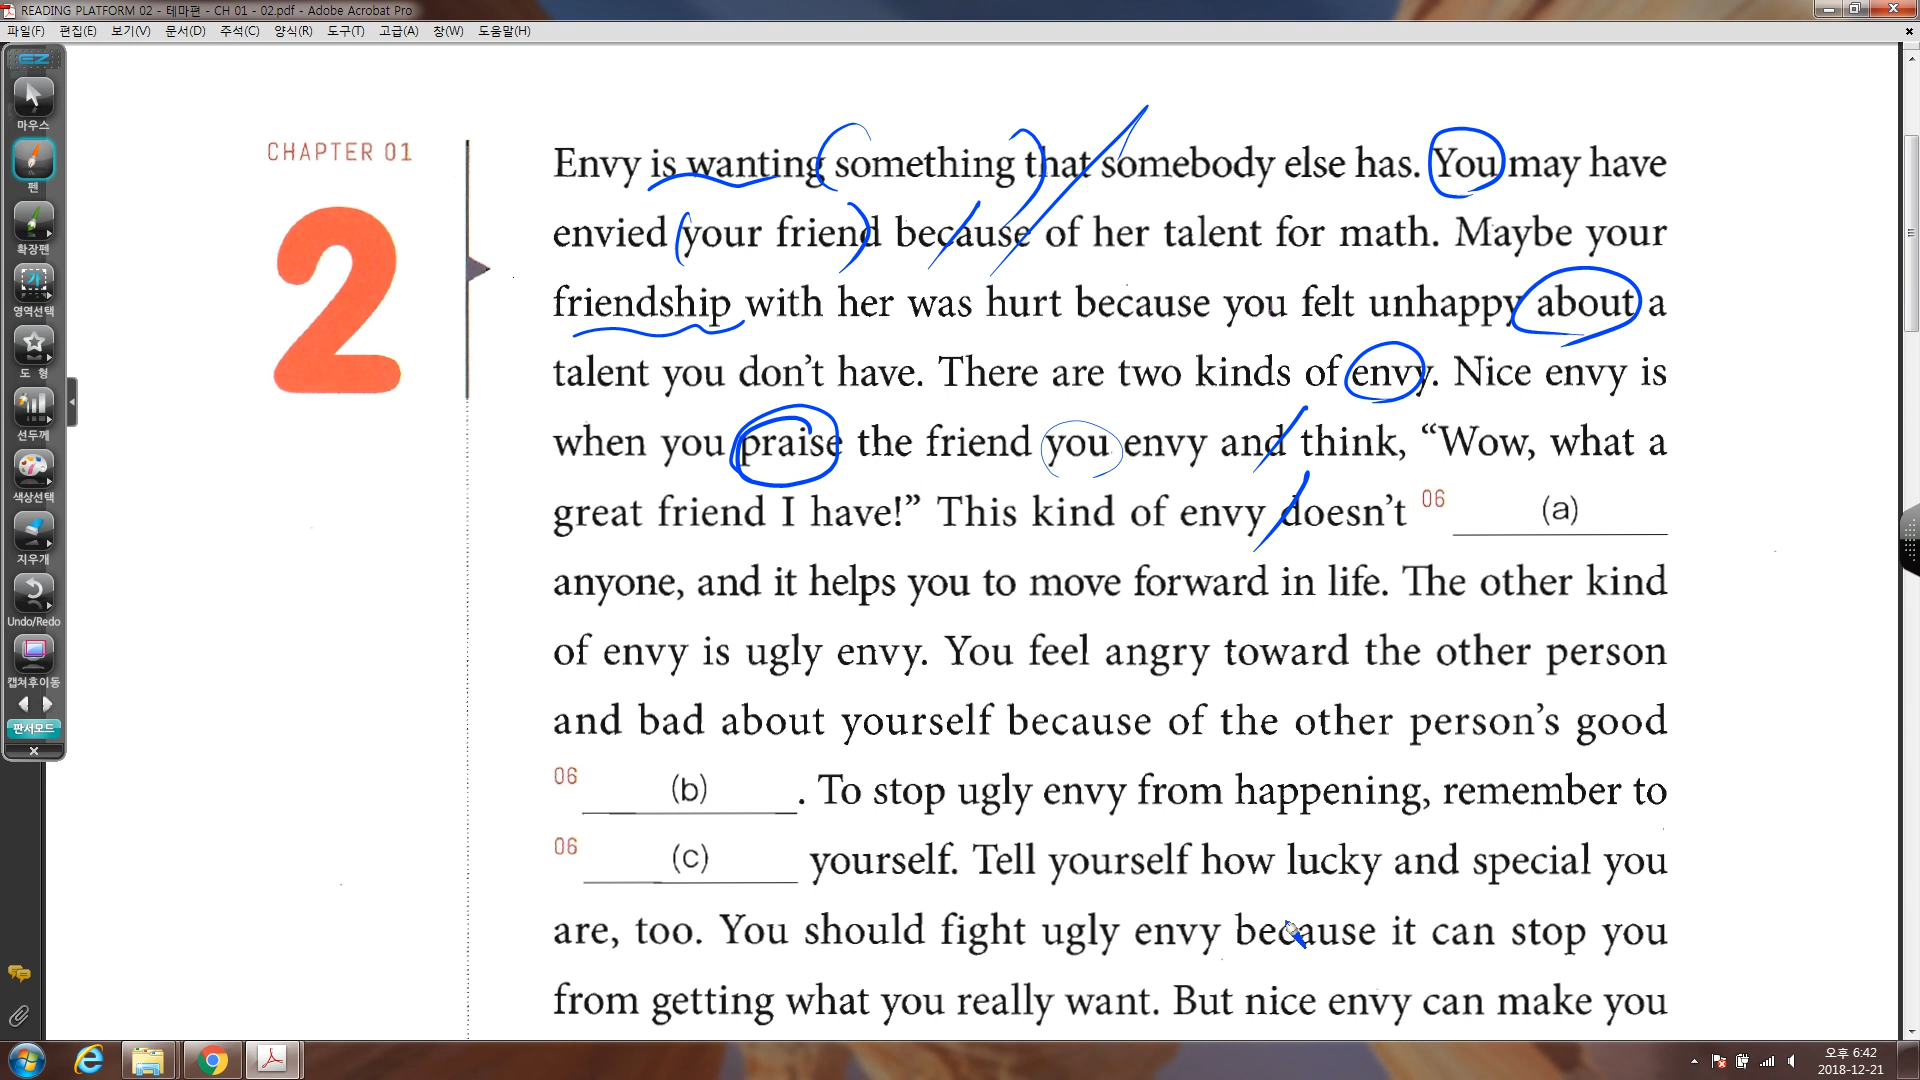 READING PLATFORM 02 - 테마편 - CH 01 - 02.pdf - Adobe Acrobat Pro
파일(F) 편집(E) 보기(V) 문서(D) 주석(C) 양식(R) 도구(T) 고급(A) 창(W) 도움말(H)
EZ
마우스
펜
확장펜
가
영역선택
도 형
선두께
색상선택
지우개
Undo/Redo
캡쳐후이동
판서모드
CHAPTER 01
2
Envy is wanting something that somebody else has. You may have
envied your friend because of her talent for math. Maybe your
friendship with her was hurt because you felt unhappy about a
talent you don't have. There are two kinds of envy. Nice envy is
when you praise the friend you envy and think, “Wow, what a
great friend I have!” This kind of envy doesn't 06 (a)
anyone, and it helps you to move forward in life. The other kind
of envy is ugly envy. You feel angry toward the other person
and bad about yourself because of the other person's good
06 (b) . To stop ugly envy from happening, remember to
06 (c) yourself. Tell yourself how lucky and special you
are, too. You should fight ugly envy because it can stop you
from getting what you really want. But nice envy can make you
오후 6:42
2018-12-21